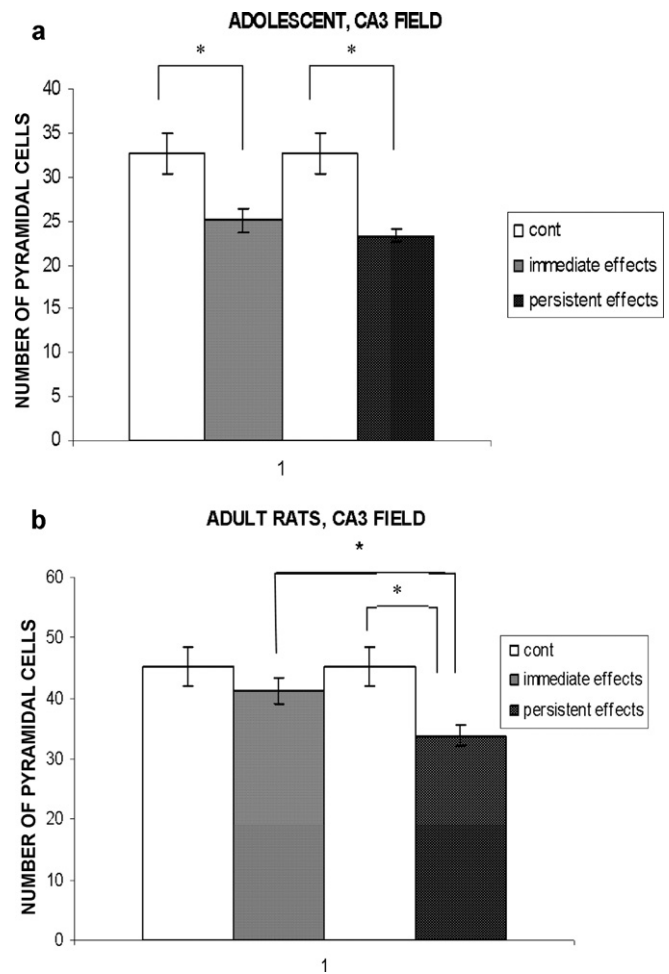 a
ADOLESCENT, CA3 FIELD
* *
40
35
30
25
20
15
10
5
0
NUMBER OF PYRAMIDAL CELLS
1
cont
immediate effects
persistent effects
b
ADULT RATS, CA3 FIELD
*
*
60
50
40
30
20
10
0
NUMBER OF PYRAMIDAL CELLS
1
cont
immediate effects
persistent effects